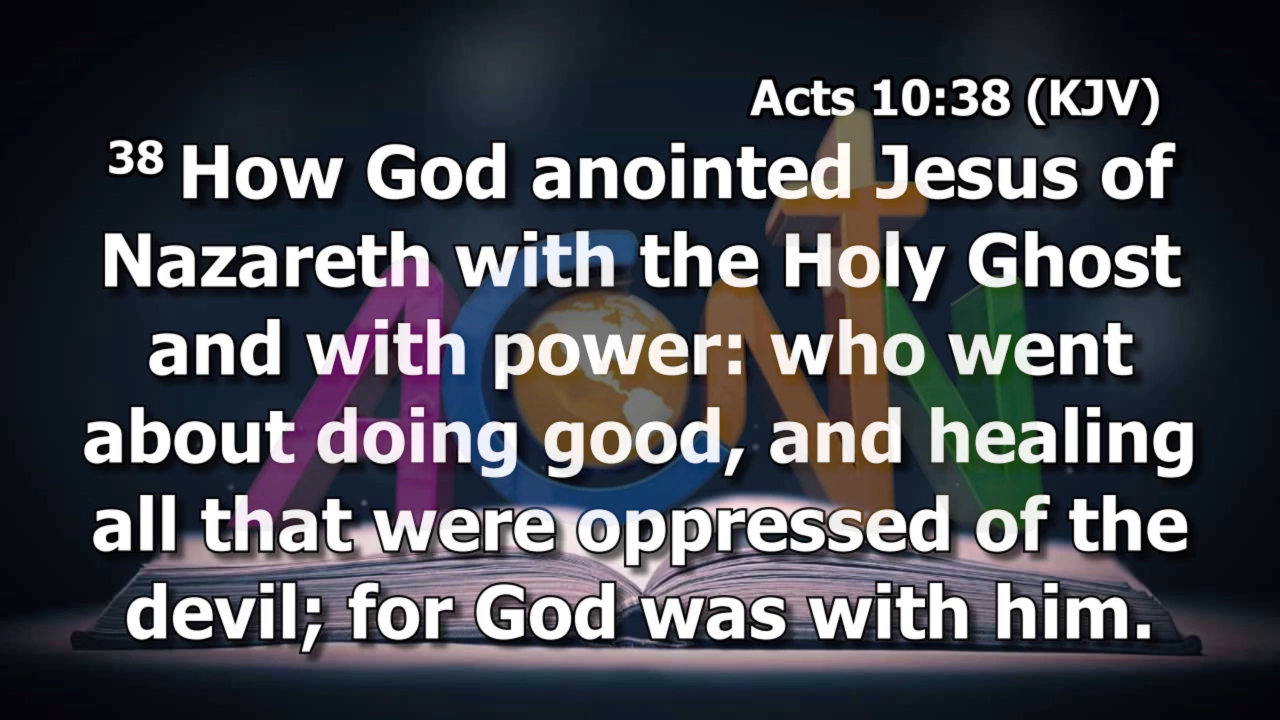 Acts 10:38 (KJV)
38 How God anointed Jesus of
Nazareth with the Holy Ghost
and with power: who went
about doing good, and healing
all that were oppressed of the
devil; for God was with him.
ACNN